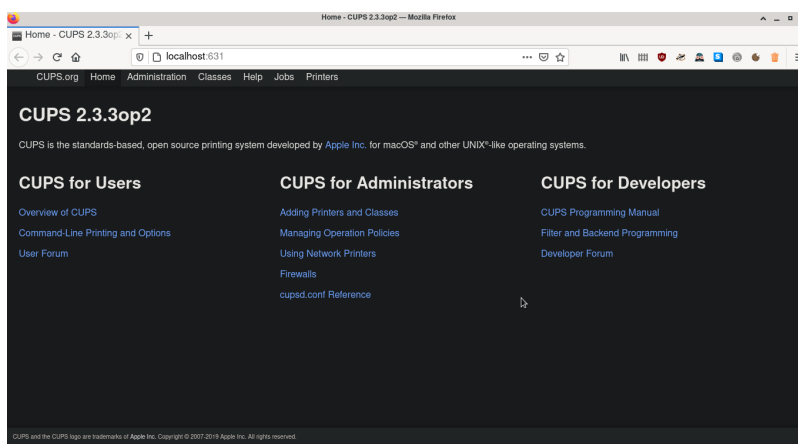 Home - CUPS 2.3.3op2 — Mozilla Firefox
Home - CUPS 2.3.3op
localhost:631
CUPS.org Home Administration Classes Help Jobs Printers
CUPS 2.3.3op2
CUPS is the standards-based, open source printing system developed by Apple Inc. for macOS® and other UNIX®-like operating systems.
CUPS for Users
Overview of CUPS
Command-Line Printing and Options
User Forum
CUPS for Administrators
Adding Printers and Classes
Managing Operation Policies
Using Network Printers
Firewalls
cupsd.conf Reference
CUPS for Developers
CUPS Programming Manual
Filter and Backend Programming
Developer Forum
CUPS and the CUPS logo are trademarks of Apple Inc. Copyright © 2007-2019 Apple Inc. All rights reserved.